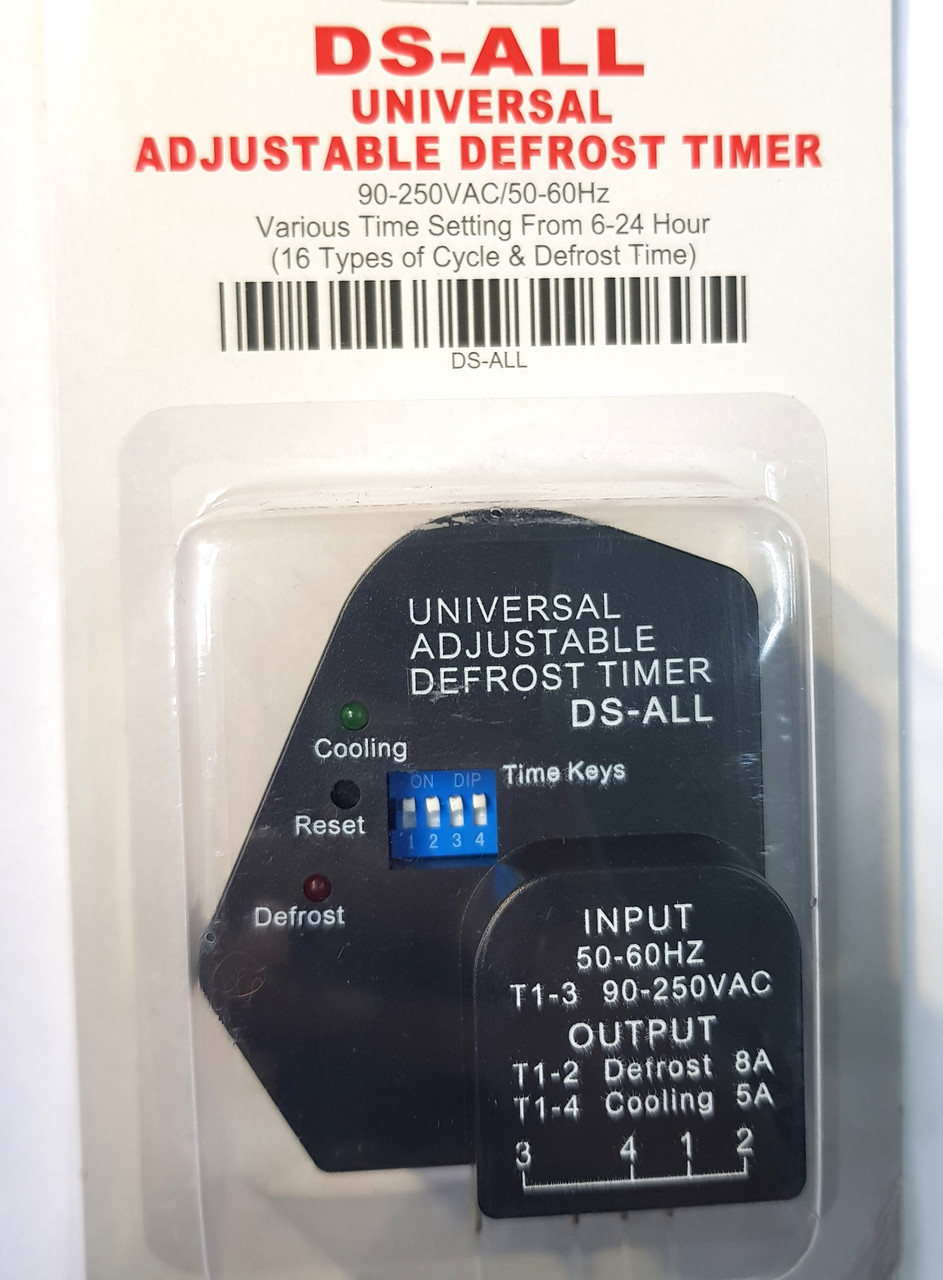 DS-ALL
UNIVERSAL
ADJUSTABLE DEFROST TIMER
90-250VAC/50-60Hz
Various Time Setting From 6-24 Hour
(16 Types of Cycle & Defrost Time)
DS-ALL
UNIVERSAL
ADJUSTABLE
DEFROST TIMER
DS-ALL
Cooling
Time Keys
ON DIP
1 2 3 4
Reset
Defrost
INPUT
50-60HZ
T1-3 90-250VAC
OUTPUT
T1-2 Defrost 8A
T1-4 Cooling 5A
3 4 1 2